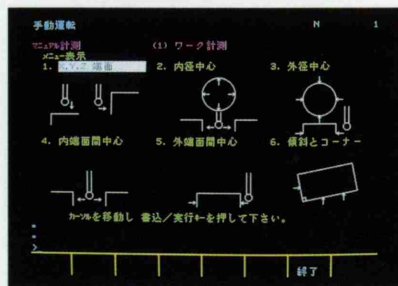 手動運転 N 1
マニュアル計測 (1) ワーク計測
メニュー表示
1. X,Y,Z 端面 2. 内径中心 3. 外径中心
4. 内端面間中心 5. 外端面間中心 6. 傾斜とコーナー
カーソルを移動し 書込/実行キーを押して下さい。
*
*
>
終了